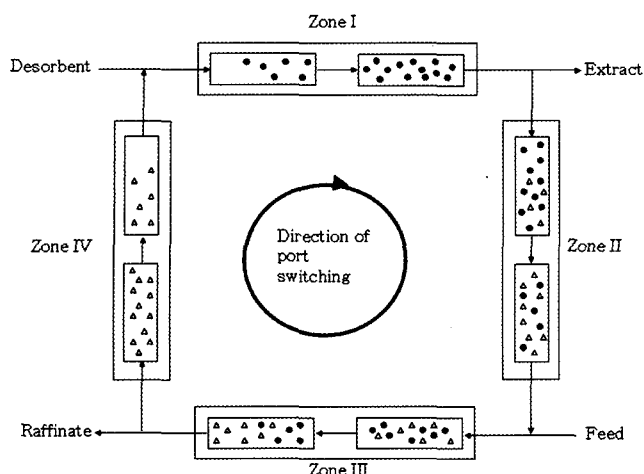 Zone I
Desorbent
Extract
Zone IV
Direction of
port
switching
Zone II
Raffinate
Feed
Zone III